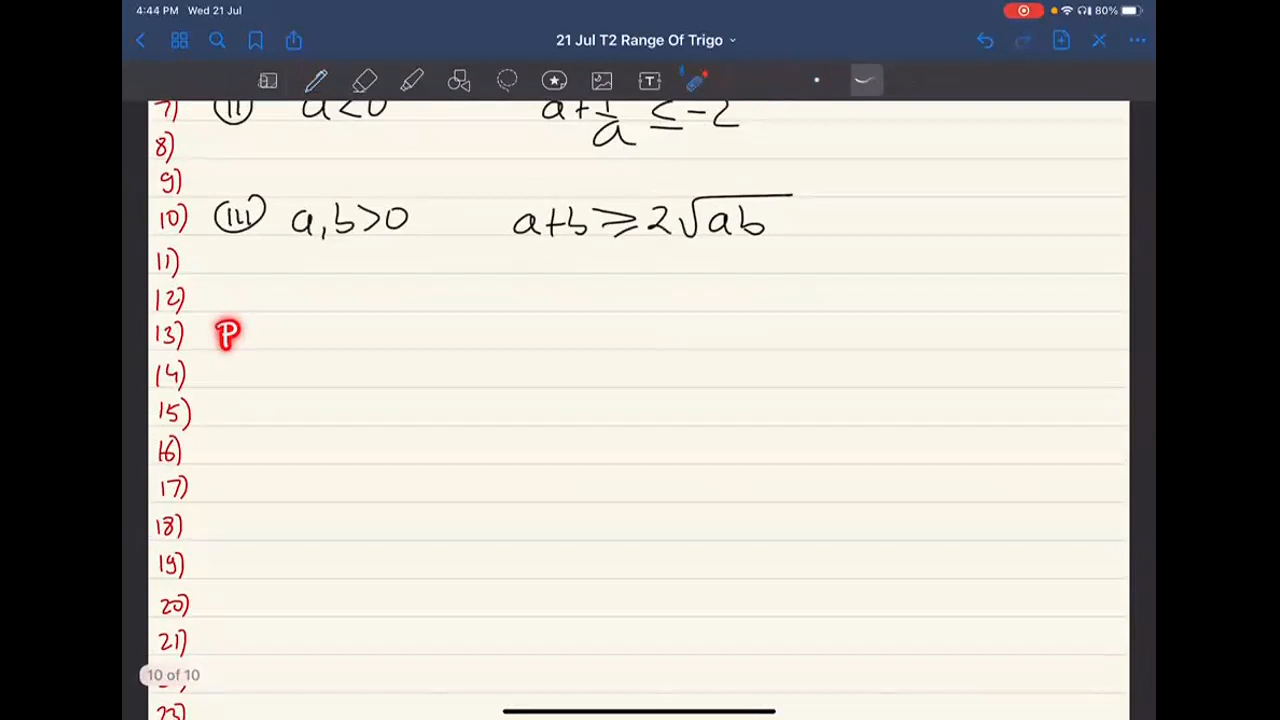 4:44 PM Wed 21 Jul 80%
21 Jul T2 Range Of Trigo
7) (ii) a<0 a+1/a ≤ -2
8)
9)
10) (iii) a,b>0 a+b ≥ 2√ab
11)
12)
13) P
14)
15)
16)
17)
18)
19)
20)
21)
10 of 10
23)